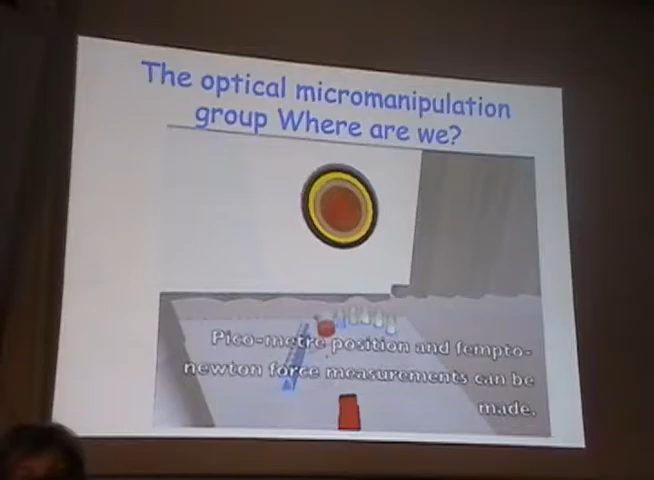 The optical micromanipulation
group Where are we?
Pico-metre position and fempto-
newton force measurements can be
made.